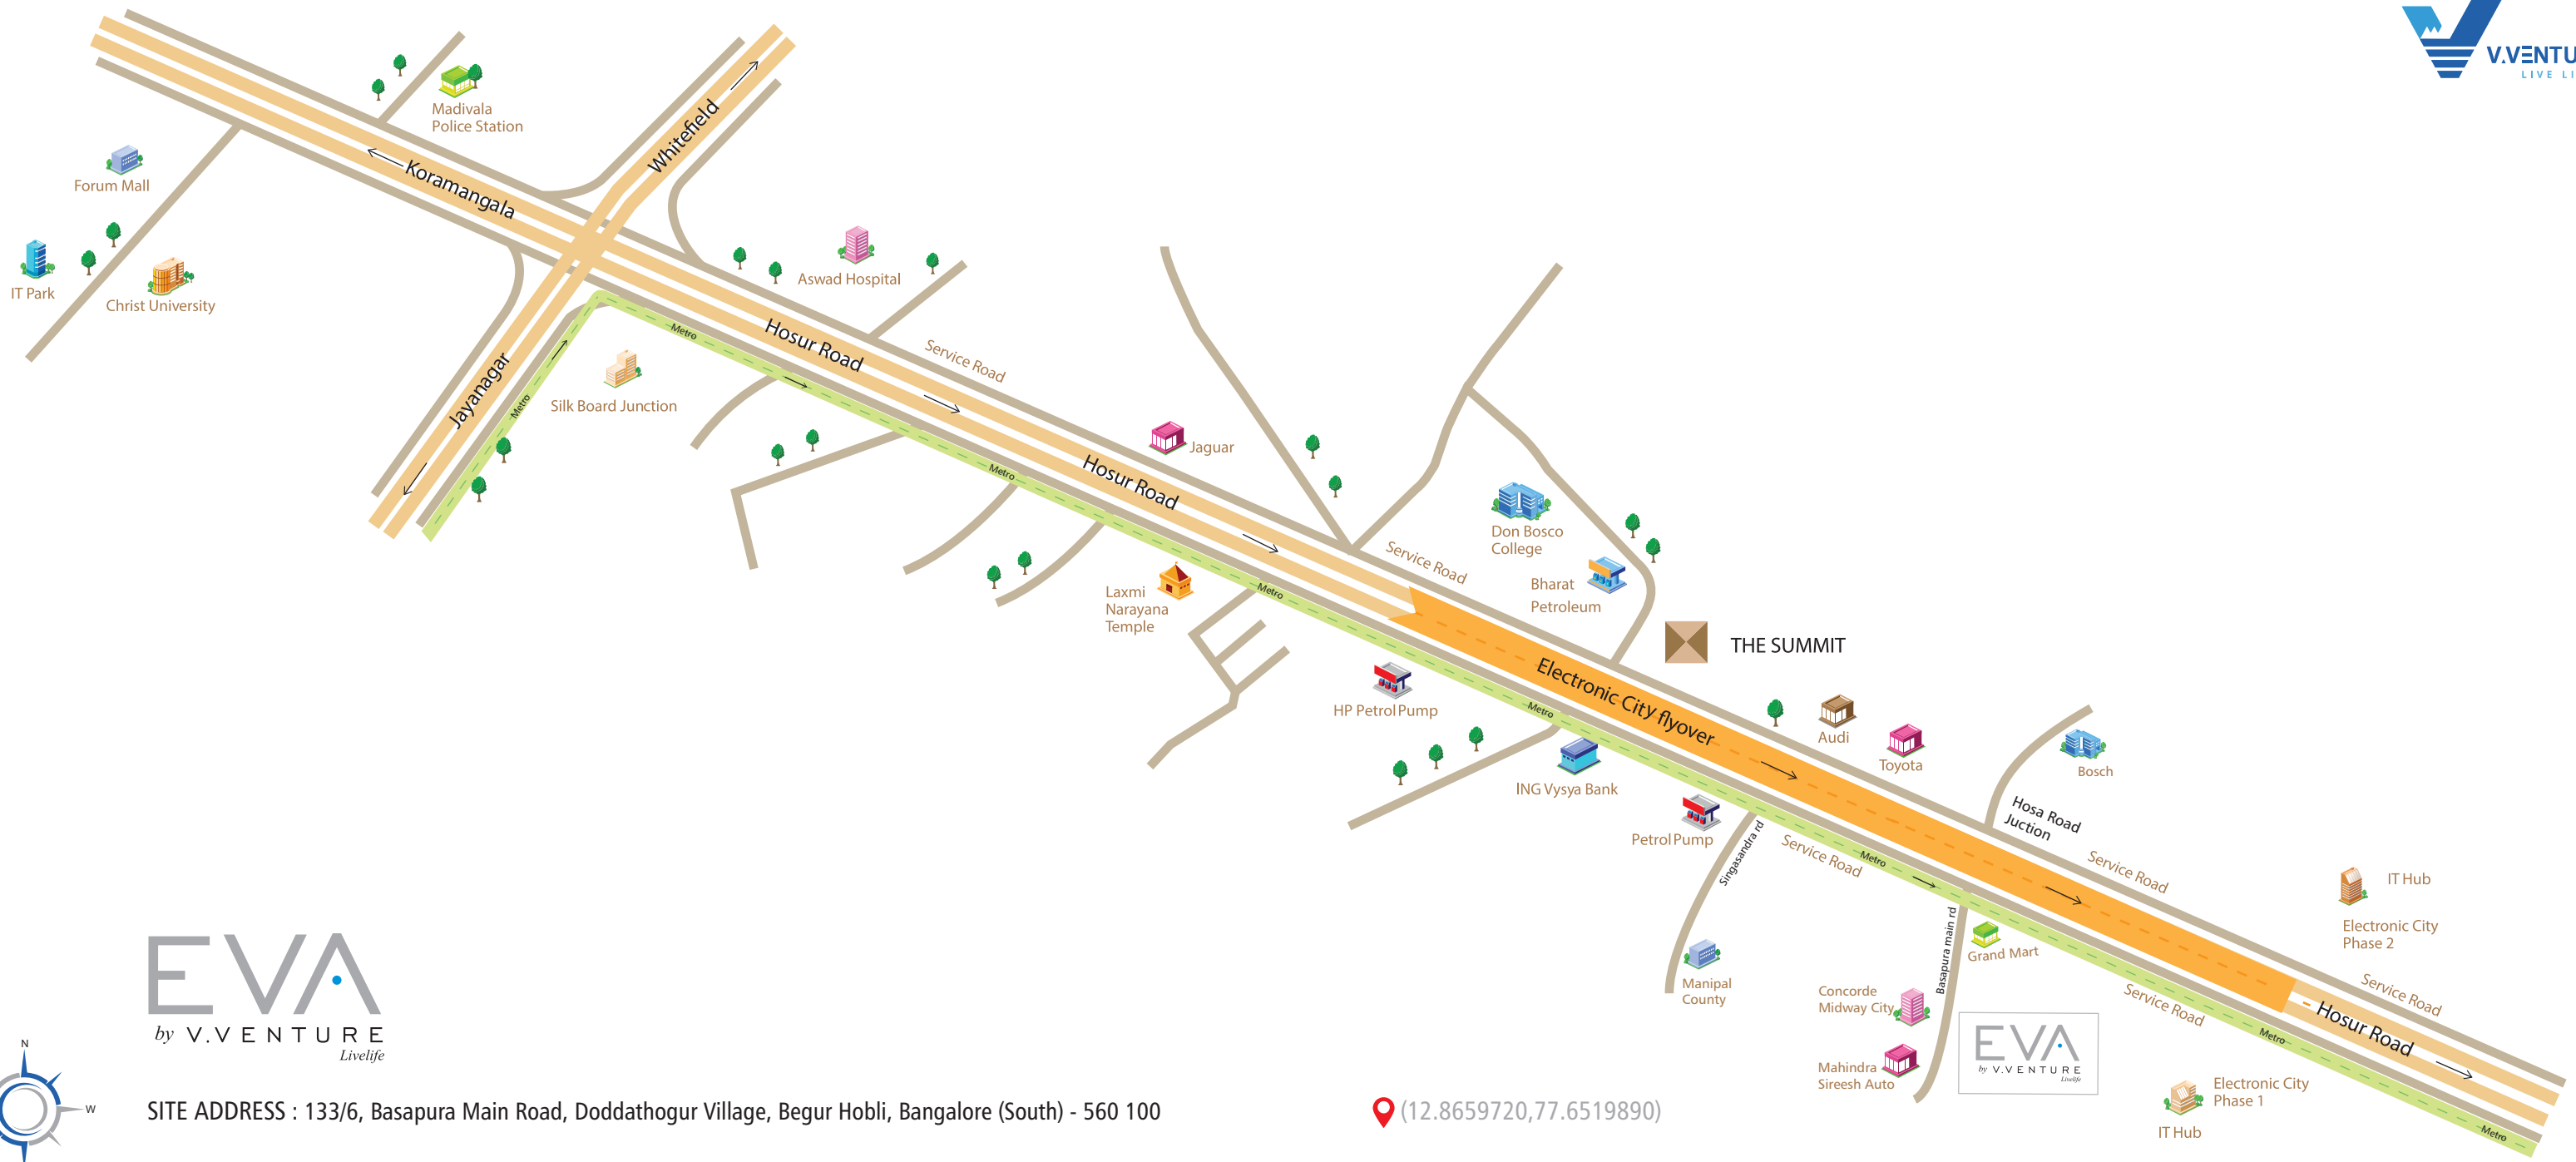 V.VENTU
LIVE LI
Madivala
Police Station
Whitefield
Koramangala
Forum Mall
IT Park
Christ University
Aswad Hospital
Metro
Hosur Road
Service Road
Jayanagar
Metro
Silk Board Junction
Jaguar
Metro
Hosur Road
Service Road
Don Bosco
College
Bharat
Petroleum
Laxmi
Narayana
Temple
Metro
THE SUMMIT
HP Petrol Pump
Electronic City flyover
Metro
Audi
Toyota
Bosch
ING Vysya Bank
Petrol Pump
Singasandra rd
Service Road
Metro
Hosa Road
Juction
Service Road
IT Hub
Electronic City
Phase 2
Basapura main rd
Grand Mart
Manipal
County
Concorde
Midway City
Service Road
Service Road
Hosur Road
Metro
Mahindra
Sireesh Auto
EVA
by V.VENTURE
Livelife
Electronic City
Phase 1
IT Hub
Metro
EVA
by V.VENTURE
Livelife
N
W
SITE ADDRESS : 133/6, Basapura Main Road, Doddathogur Village, Begur Hobli, Bangalore (South) - 560 100
(12.8659720,77.6519890)